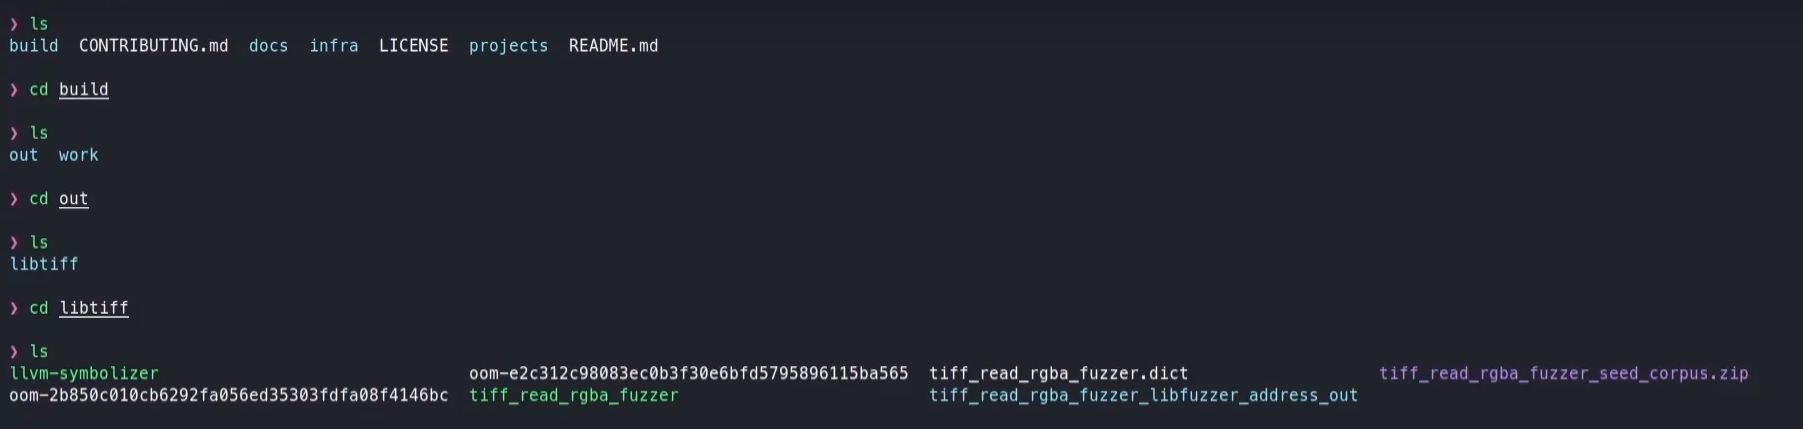 ❯ ls
build  CONTRIBUTING.md  docs  infra  LICENSE  projects  README.md
❯ cd build
❯ ls
out  work
❯ cd out
❯ ls
libtiff
❯ cd libtiff
❯ ls
llvm-symbolizer  oom-e2c312c98083ec0b3f30e6bfd5795896115ba565  tiff_read_rgba_fuzzer.dict  tiff_read_rgba_fuzzer_seed_corpus.zip
oom-2b850c010cb6292fa056ed35303fdfa08f4146bc  tiff_read_rgba_fuzzer  tiff_read_rgba_fuzzer_libfuzzer_address_out